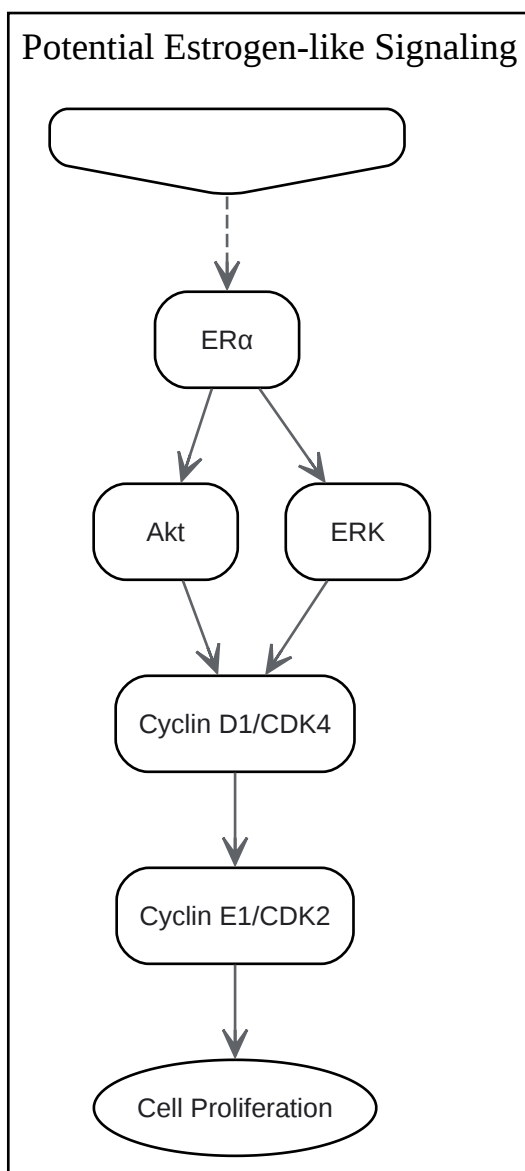 Potential Estrogen-like Signaling
ERα
Akt
ERK
Cyclin D1/CDK4
Cyclin E1/CDK2
Cell Proliferation